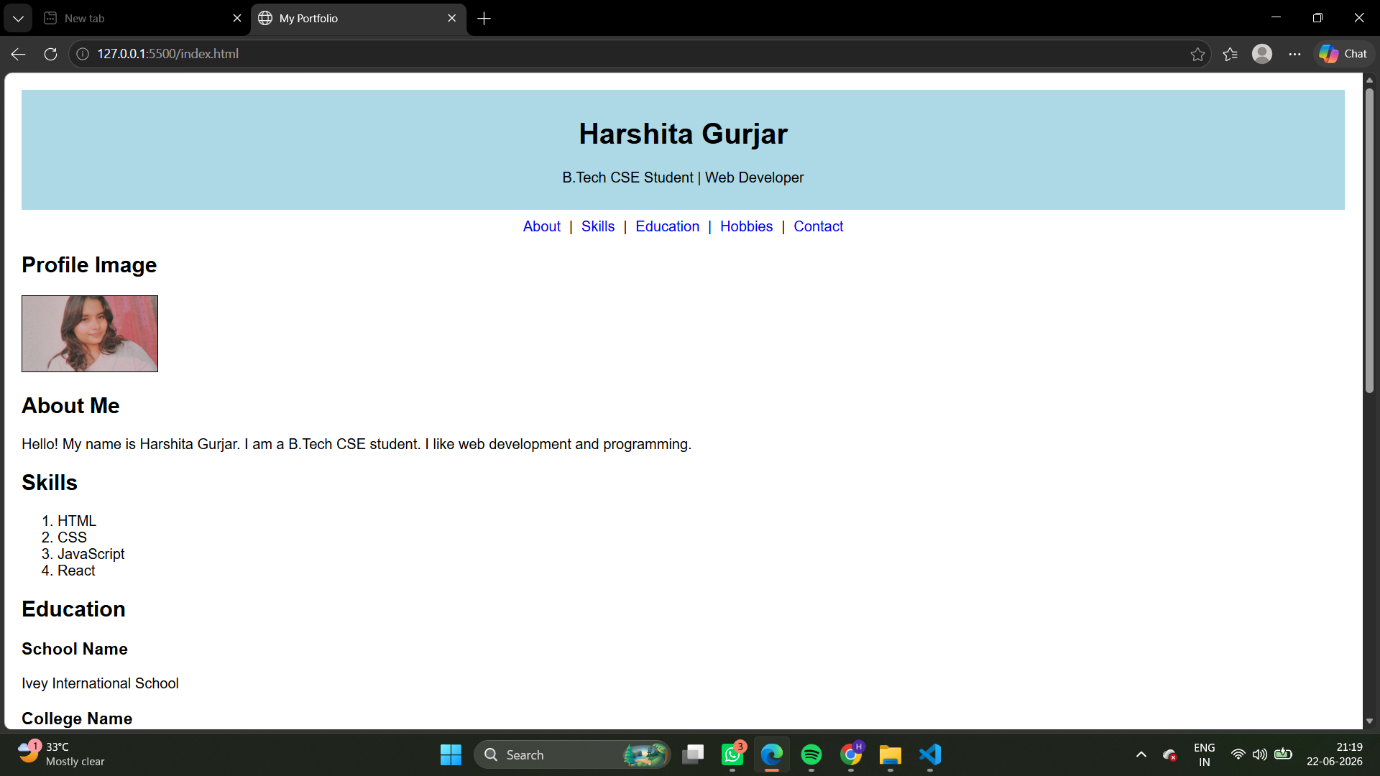 New tab
My Portfolio
127.0.0.1:5500/index.html
Chat
Harshita Gurjar
B.Tech CSE Student | Web Developer
About | Skills | Education | Hobbies | Contact
Profile Image
About Me
Hello! My name is Harshita Gurjar. I am a B.Tech CSE student. I like web development and programming.
Skills
1. HTML
2. CSS
3. JavaScript
4. React
Education
School Name
Ivey International School
College Name
1
33°C
Mostly clear
Search
3
H
ENG
IN
21:19
22-06-2026